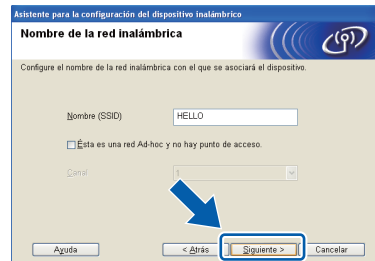 Asistente para la configuración del dispositivo inalámbrico
Nombre de la red inalámbrica
Configure el nombre de la red inalámbrica con el que se asociará el dispositivo.
Nombre (SSID)
HELLO
Ésta es una red Ad-hoc y no hay punto de acceso.
Canal
1
Ayuda
< Atrás
Siguiente >
Cancelar